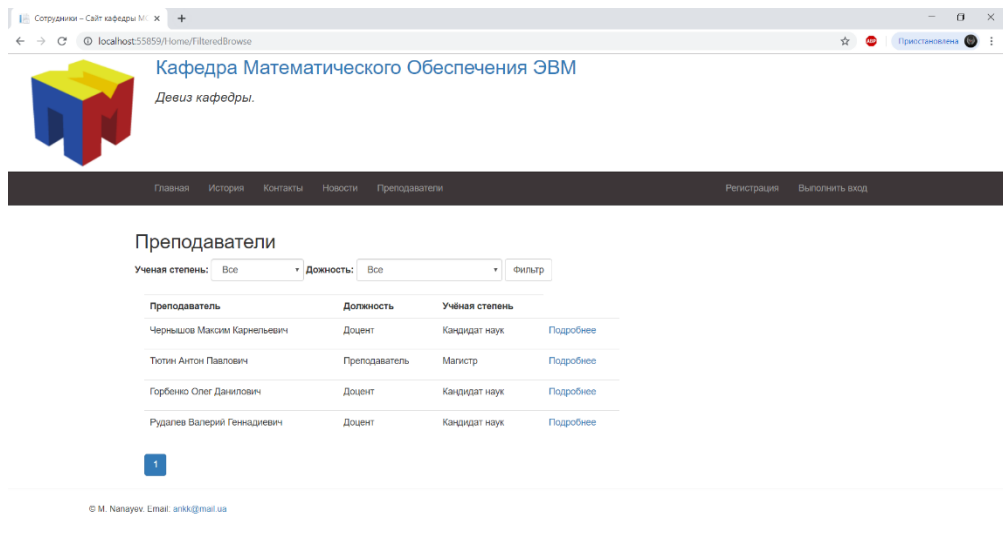 Сотрудники – Сайт кафедры МО
localhost:55859/Home/FilteredBrowse
ABP
Приостановлена
Кафедра Математического Обеспечения ЭВМ
Девиз кафедры.
Главная История Контакты Новости Преподаватели Регистрация Выполнить вход
Преподаватели
Ученая степень: Все Дожность: Все Фильтр
Преподаватель Должность Учёная степень
Чернышов Максим Карнельевич Доцент Кандидат наук Подробнее
Тютин Антон Павлович Преподаватель Магистр Подробнее
Горбенко Олег Данилович Доцент Кандидат наук Подробнее
Рудалев Валерий Геннадиевич Доцент Кандидат наук Подробнее
1
© M. Nanayev. Email: ankk@mail.ua